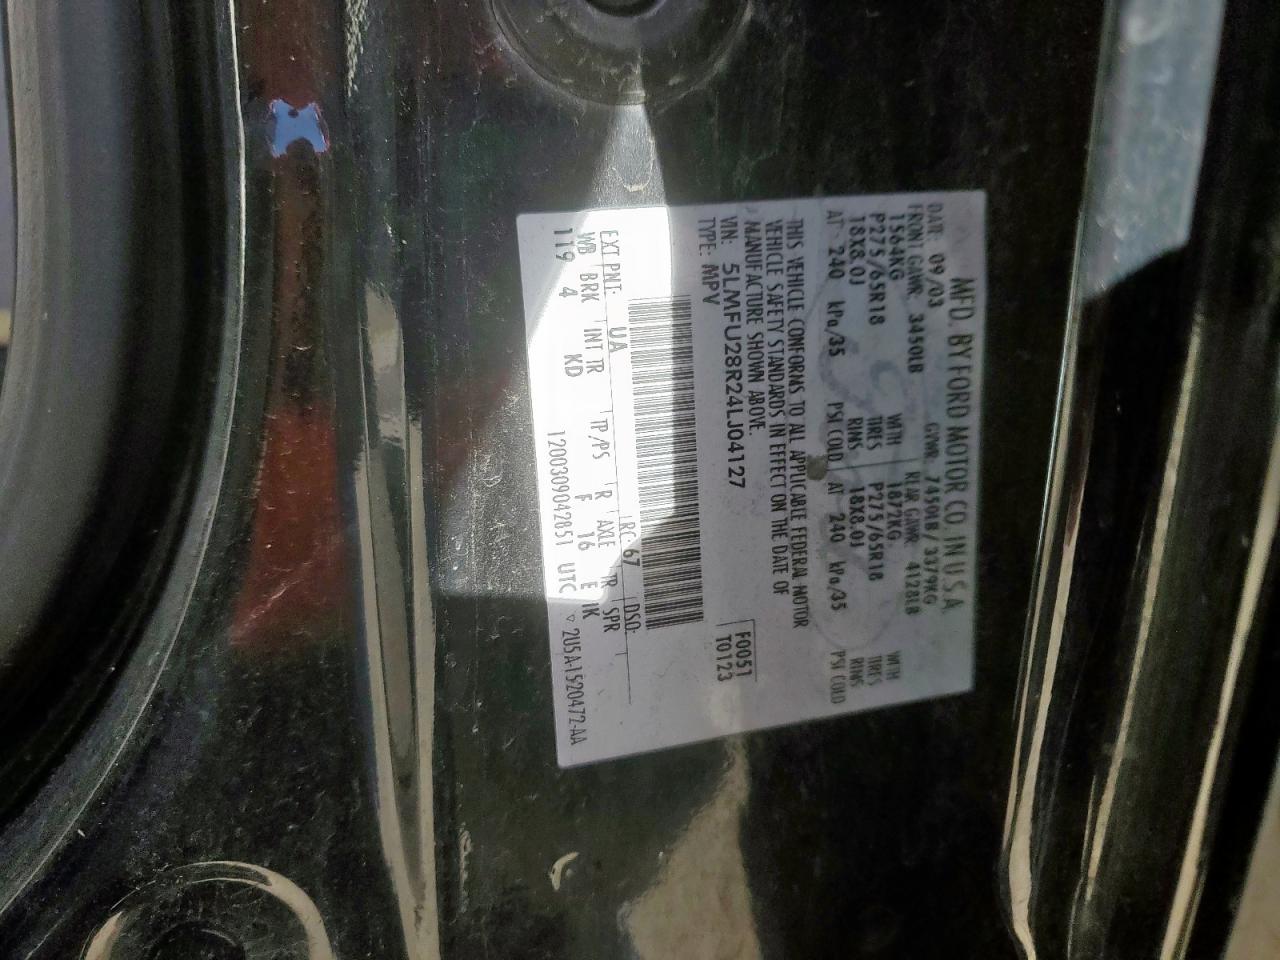 MFD. BY FORD MOTOR CO. IN U.S.A.
DATE: 09/03 GVWR: 7450LB / 3379KG
FRONT GAWR: 3450LB REAR GAWR: 4128LB
1564KG WITH 1872KG WITH
P275/65R18 TIRES P275/65R18 TIRES
18X8.0J RIMS 18X8.0J RIMS
AT 240 kPa/35 PSI COLD AT 240 kPa/35 PSI COLD
THIS VEHICLE CONFORMS TO ALL APPLICABLE FEDERAL MOTOR
VEHICLE SAFETY STANDARDS IN EFFECT ON THE DATE OF
MANUFACTURE SHOWN ABOVE.
VIN: 5LMFU28R24LJ04127 F0051
TYPE: MPV T0123
EXT PNT: UA RC: 67 DSO:
WB BRK INT TR TP/PS R AXLE TR SPR
119 4 KD F 16 E
1200309042851 UTC ▽ 2U5A-1520472-AA